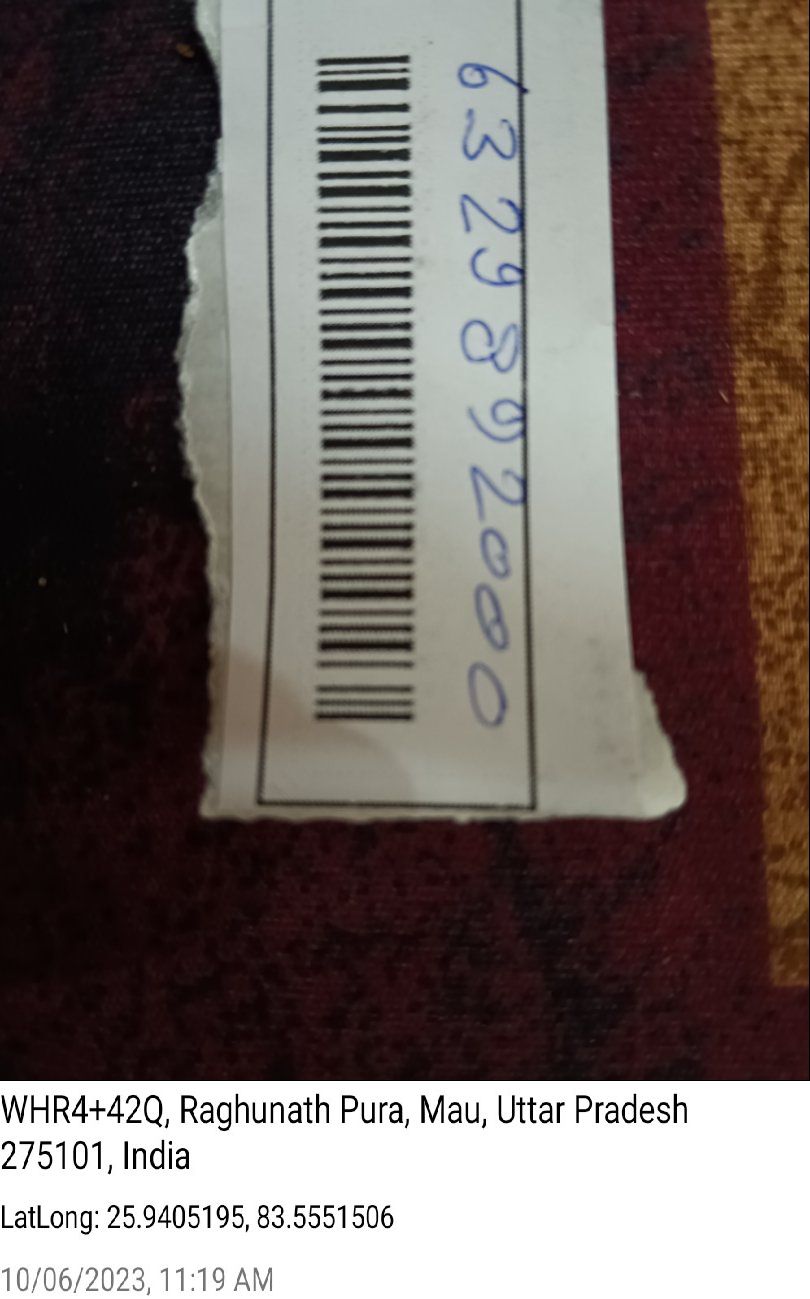 6329892000
WHR4+42Q, Raghunath Pura, Mau, Uttar Pradesh
275101, India
LatLong: 25.9405195, 83.5551506
10/06/2023, 11:19 AM